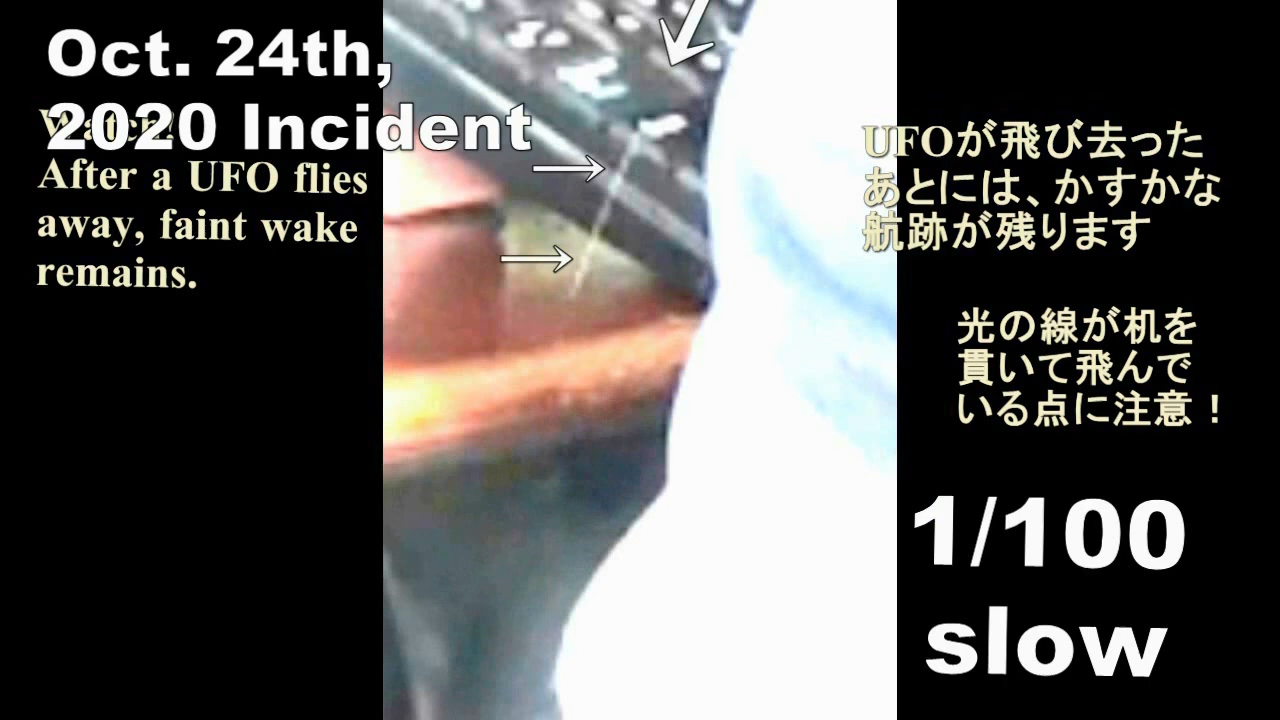 Oct. 24th,
2020 Incident
Watch!
After a UFO flies
away, faint wake
remains.
UFOが飛び去った
あとには、かすかな
航跡が残ります
光の線が机を
貫いて飛んで
いる点に注意！
1/100
slow